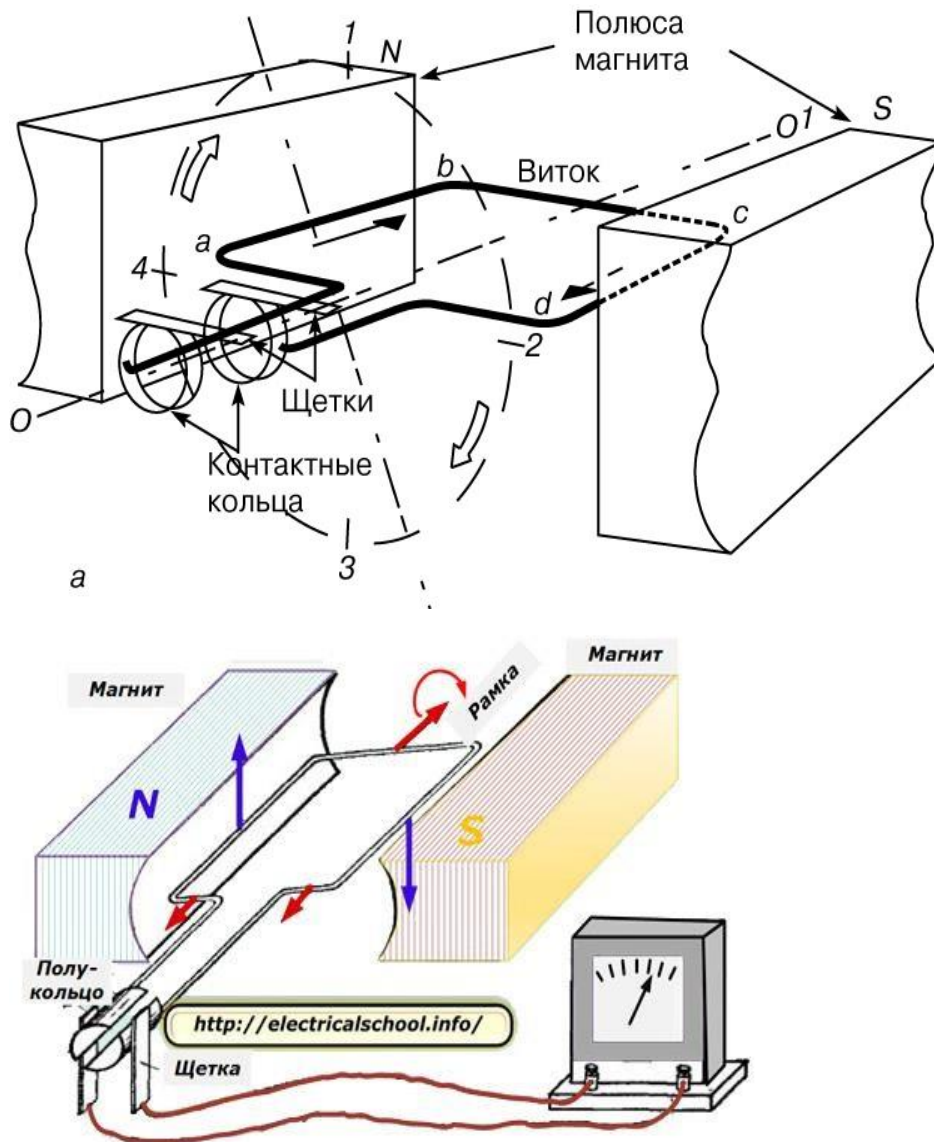 1
N
Полюса
магнита
S
O1
b
Виток
c
a
4
d
2
Щетки
O
Контактные
кольца
3
а
Магнит
Магнит
Рамка
N
S
Полу-
кольцо
http://electricalschool.info/
Щетка